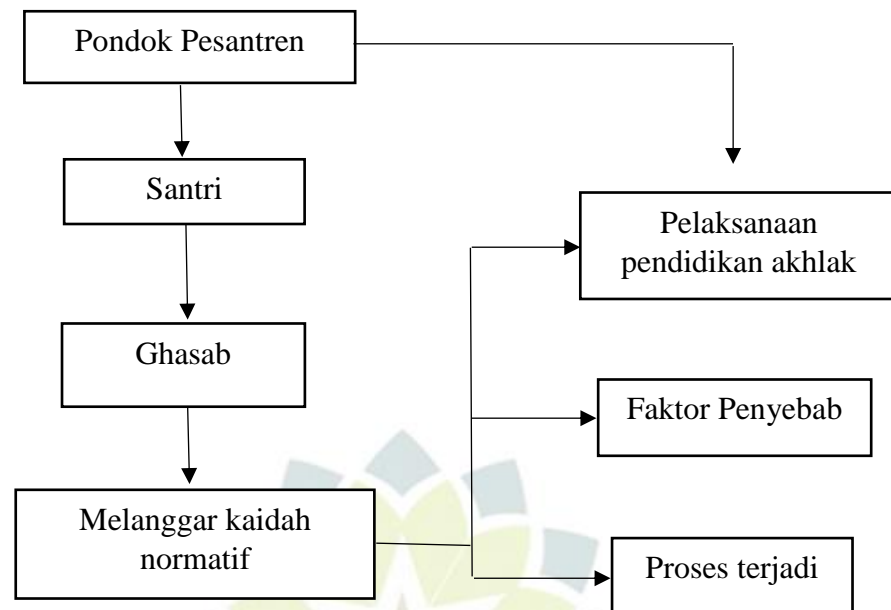 Pondok Pesantren
Santri
Ghasab
Melanggar kaidah
normatif
Pelaksanaan
pendidikan akhlak
Faktor Penyebab
Proses terjadi